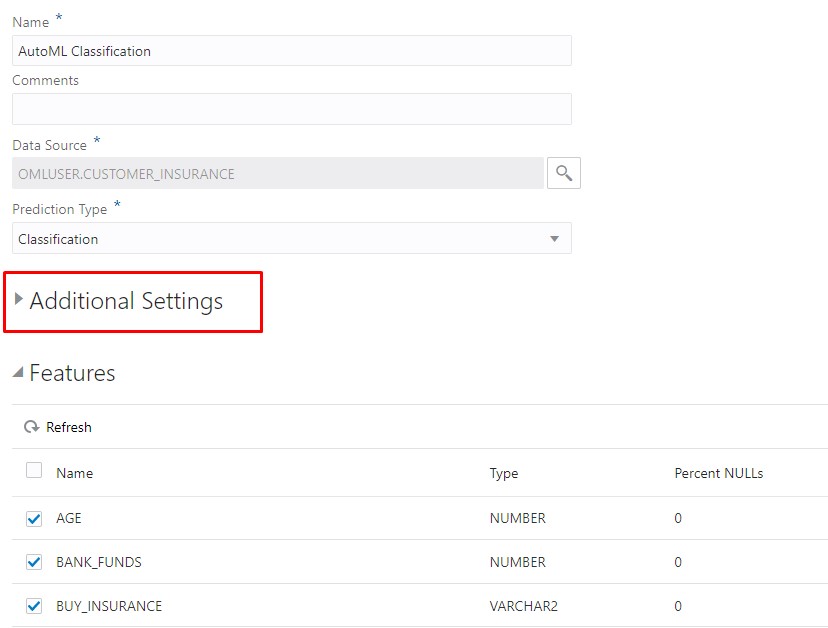 Name *
AutoML Classification
Comments
Data Source *
OMLUSER.CUSTOMER_INSURANCE
Prediction Type *
Classification
Additional Settings
Features
Refresh
Name Type Percent NULLs
AGE NUMBER 0
BANK_FUNDS NUMBER 0
BUY_INSURANCE VARCHAR2 0